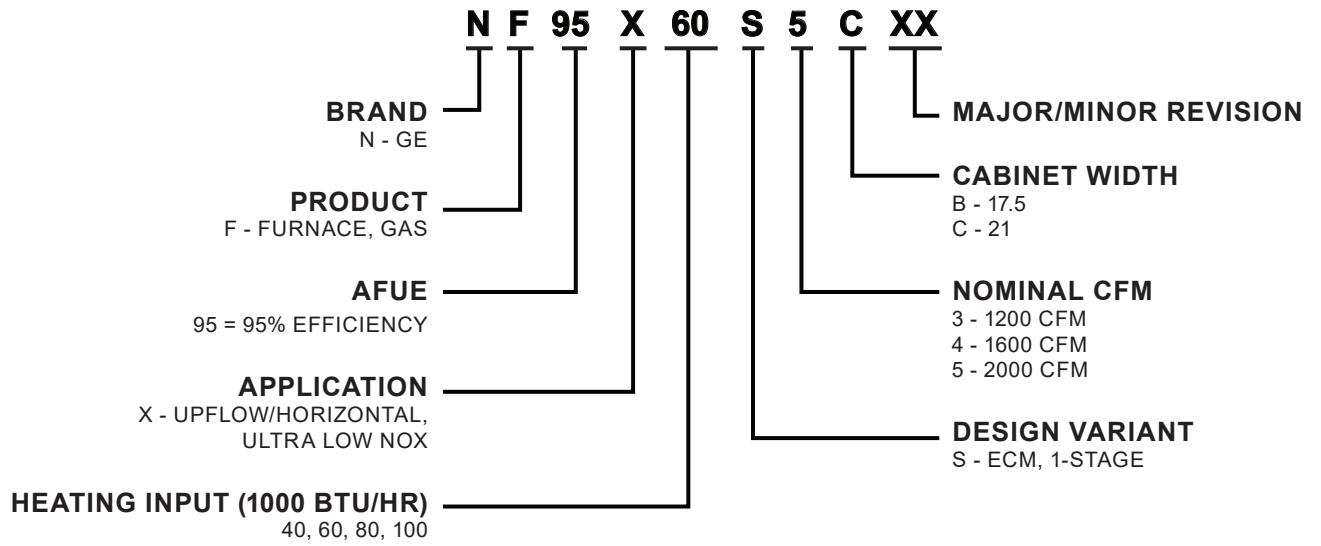 N F 95 X 60 S 5 C XX
BRAND
N - GE
PRODUCT
F - FURNACE, GAS
AFUE
95 = 95% EFFICIENCY
APPLICATION
X - UPFLOW/HORIZONTAL,
ULTRA LOW NOX
HEATING INPUT (1000 BTU/HR)
40, 60, 80, 100
MAJOR/MINOR REVISION
CABINET WIDTH
B - 17.5
C - 21
NOMINAL CFM
3 - 1200 CFM
4 - 1600 CFM
5 - 2000 CFM
DESIGN VARIANT
S - ECM, 1-STAGE